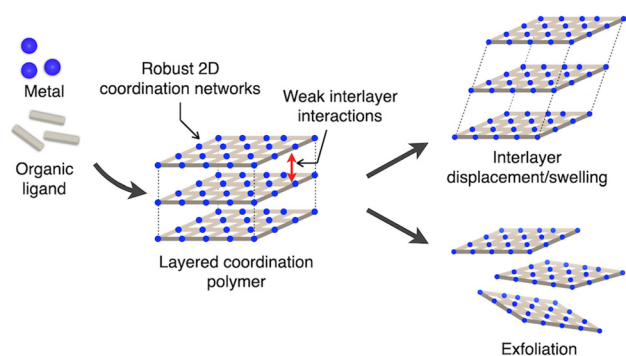 Metal
Organic
ligand
Robust 2D
coordination networks
Weak interlayer
interactions
Layered coordination
polymer
Interlayer
displacement/swelling
Exfoliation